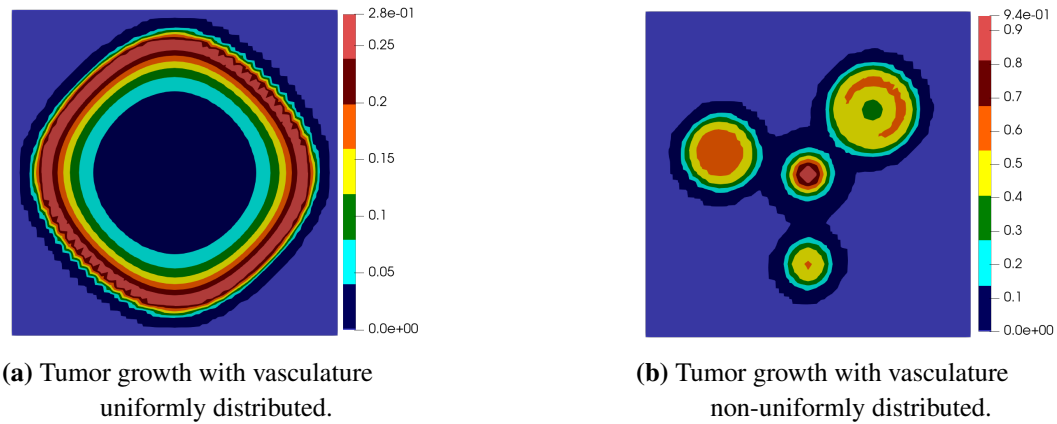 2.8e-01
0.25
0.2
0.15
0.1
0.05
0.0e+00
(a) Tumor growth with vasculature
uniformly distributed.
9.4e-01
0.9
0.8
0.7
0.6
0.5
0.4
0.3
0.2
0.1
0.0e+00
(b) Tumor growth with vasculature
non-uniformly distributed.